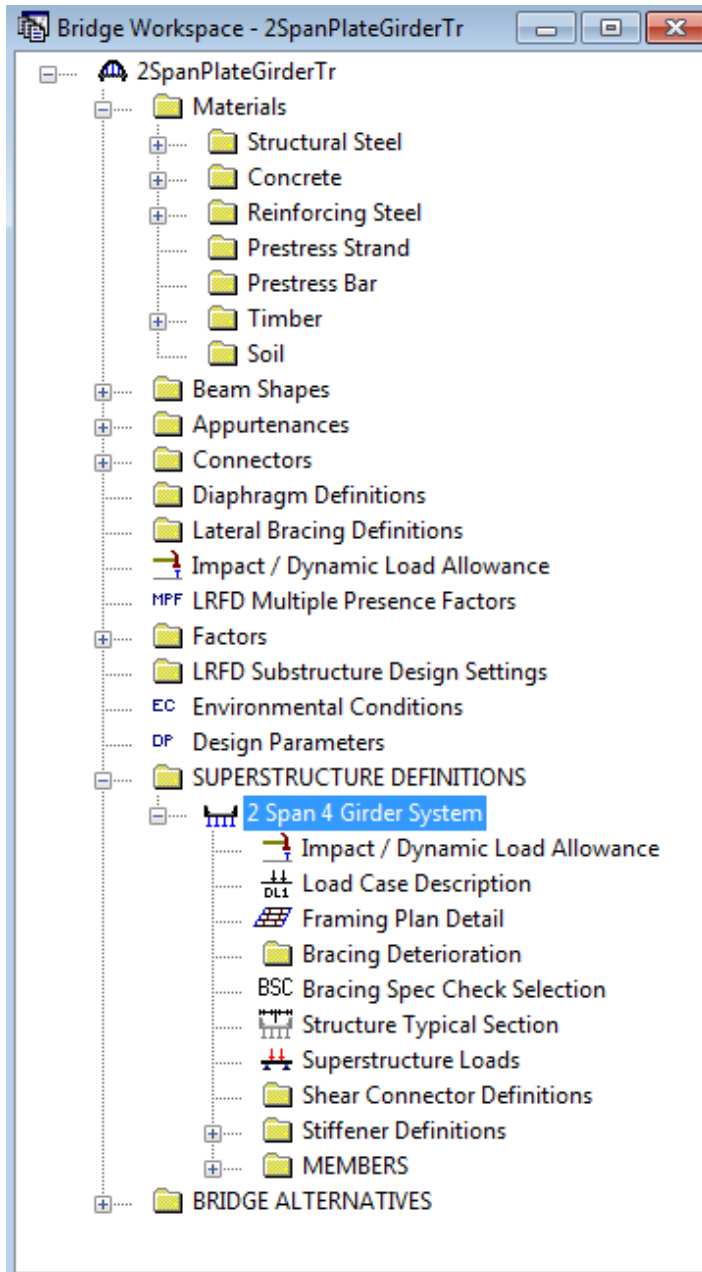 Bridge Workspace - 2SpanPlateGirderTr
2SpanPlateGirderTr
Materials
Structural Steel
Concrete
Reinforcing Steel
Prestress Strand
Prestress Bar
Timber
Soil
Beam Shapes
Appurtenances
Connectors
Diaphragm Definitions
Lateral Bracing Definitions
Impact / Dynamic Load Allowance
MPF LRFD Multiple Presence Factors
Factors
LRFD Substructure Design Settings
EC Environmental Conditions
DP Design Parameters
SUPERSTRUCTURE DEFINITIONS
2 Span 4 Girder System
Impact / Dynamic Load Allowance
DL1 Load Case Description
Framing Plan Detail
Bracing Deterioration
BSC Bracing Spec Check Selection
Structure Typical Section
Superstructure Loads
Shear Connector Definitions
Stiffener Definitions
MEMBERS
BRIDGE ALTERNATIVES